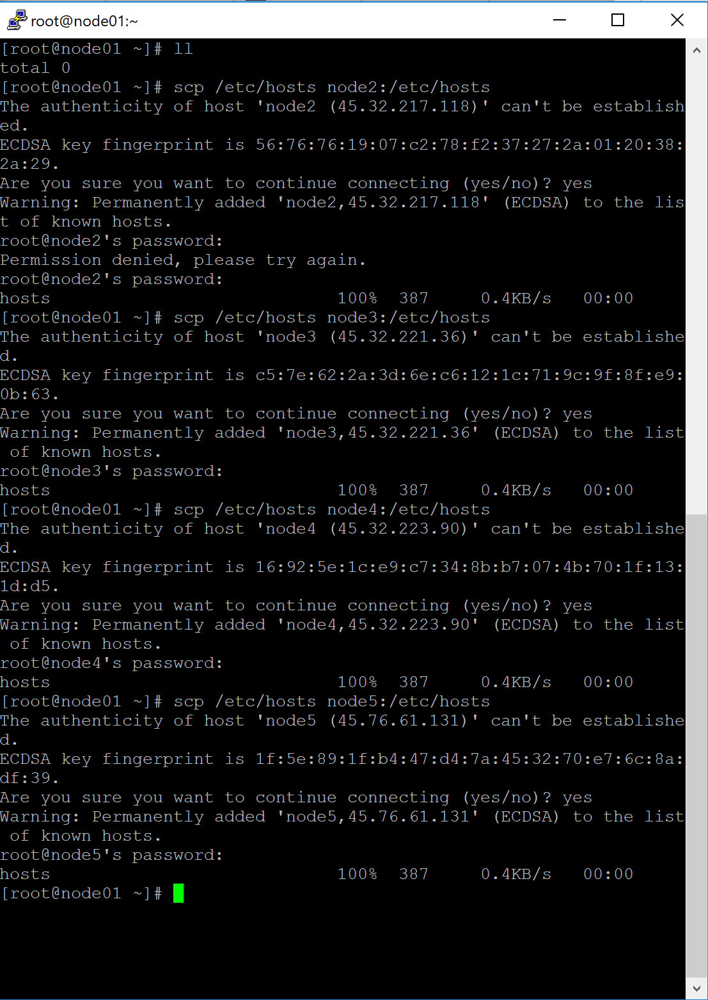 root@node01:~
[root@node01 ~]# ll
total 0
[root@node01 ~]# scp /etc/hosts node2:/etc/hosts
The authenticity of host 'node2 (45.32.217.118)' can't be establish
ed.
ECDSA key fingerprint is 56:76:76:19:07:c2:78:f2:37:27:2a:01:20:38:
2a:29.
Are you sure you want to continue connecting (yes/no)? yes
Warning: Permanently added 'node2,45.32.217.118' (ECDSA) to the lis
t of known hosts.
root@node2's password:
Permission denied, please try again.
root@node2's password:
hosts                            100%  387     0.4KB/s   00:00
[root@node01 ~]# scp /etc/hosts node3:/etc/hosts
The authenticity of host 'node3 (45.32.221.36)' can't be establishe
d.
ECDSA key fingerprint is c5:7e:62:2a:3d:6e:c6:12:1c:71:9c:9f:8f:e9:
0b:63.
Are you sure you want to continue connecting (yes/no)? yes
Warning: Permanently added 'node3,45.32.221.36' (ECDSA) to the list
 of known hosts.
root@node3's password:
hosts                            100%  387     0.4KB/s   00:00
[root@node01 ~]# scp /etc/hosts node4:/etc/hosts
The authenticity of host 'node4 (45.32.223.90)' can't be establishe
d.
ECDSA key fingerprint is 16:92:5e:1c:e9:c7:34:8b:b7:07:4b:70:1f:13:
1d:d5.
Are you sure you want to continue connecting (yes/no)? yes
Warning: Permanently added 'node4,45.32.223.90' (ECDSA) to the list
 of known hosts.
root@node4's password:
hosts                            100%  387     0.4KB/s   00:00
[root@node01 ~]# scp /etc/hosts node5:/etc/hosts
The authenticity of host 'node5 (45.76.61.131)' can't be establishe
d.
ECDSA key fingerprint is 1f:5e:89:1f:b4:47:d4:7a:45:32:70:e7:6c:8a:
df:39.
Are you sure you want to continue connecting (yes/no)? yes
Warning: Permanently added 'node5,45.76.61.131' (ECDSA) to the list
 of known hosts.
root@node5's password:
hosts                            100%  387     0.4KB/s   00:00
[root@node01 ~]#